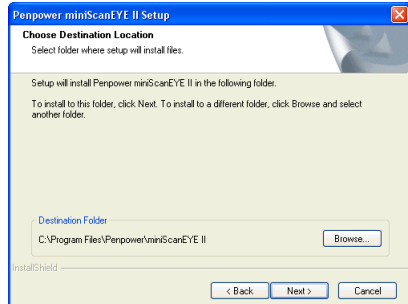 Penpower miniScanEYE II Setup
Choose Destination Location
Select folder where setup will install files.
Setup will install Penpower miniScanEYE II in the following folder.
To install to this folder, click Next. To install to a different folder, click Browse and select
another folder.
Destination Folder
C:\Program Files\Penpower\miniScanEYE II
Browse...
InstallShield
< Back
Next >
Cancel